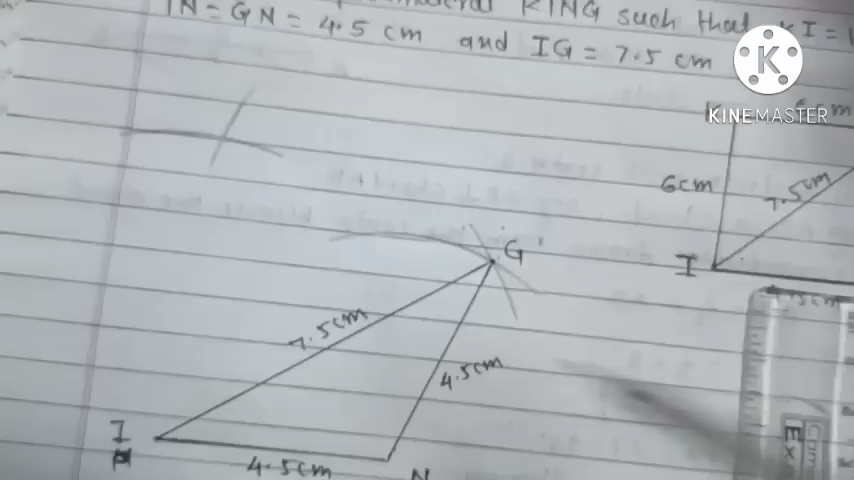 KING such that KI =
IN = GN = 4.5 cm and IG = 7.5 cm
K
KINEMASTER
6cm
7.5cm
I
G
7.5cm
4.5cm
I
4.5cm
N